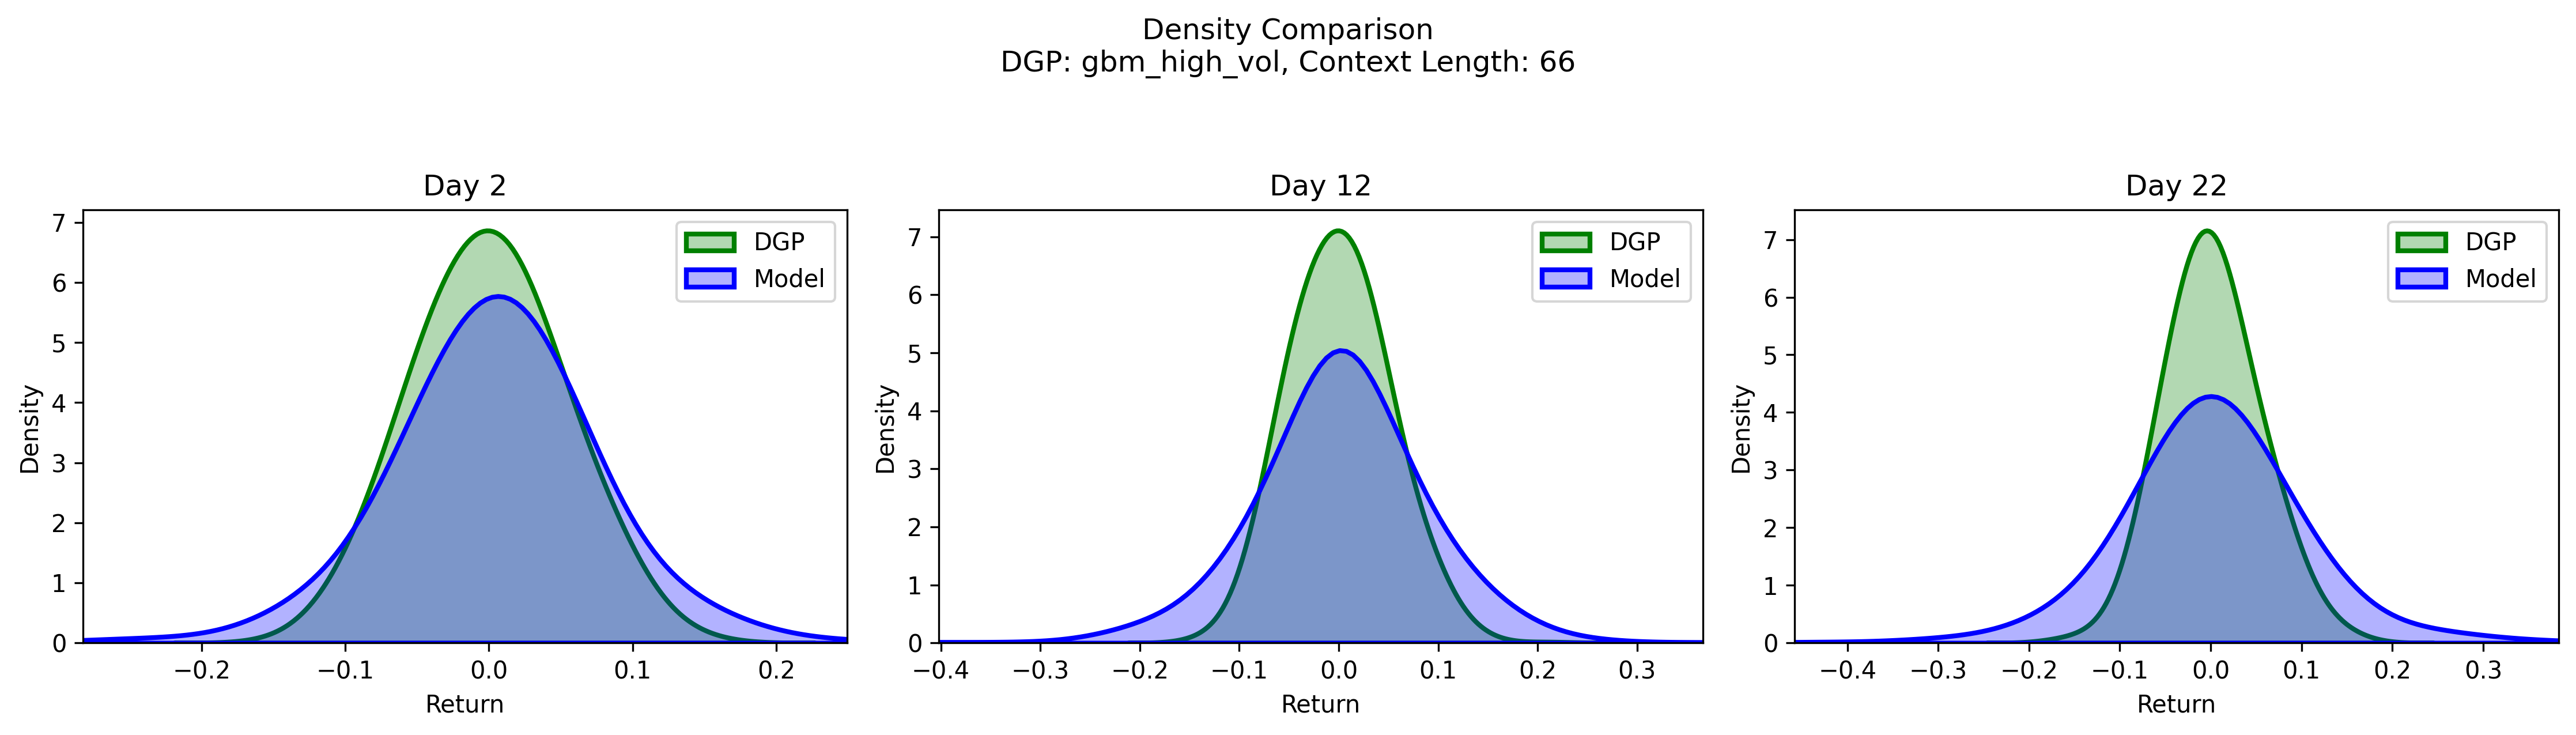 Density Comparison
DGP: gbm_high_vol, Context Length: 66
Day 2
7
6
5
4
3
2
1
0
Density
−0.2
−0.1
0.0
0.1
0.2
Return
DGP
Model
Day 12
7
6
5
4
3
2
1
0
Density
−0.4
−0.3
−0.2
−0.1
0.0
0.1
0.2
0.3
Return
DGP
Model
Day 22
7
6
5
4
3
2
1
0
Density
−0.4
−0.3
−0.2
−0.1
0.0
0.1
0.2
0.3
Return
DGP
Model